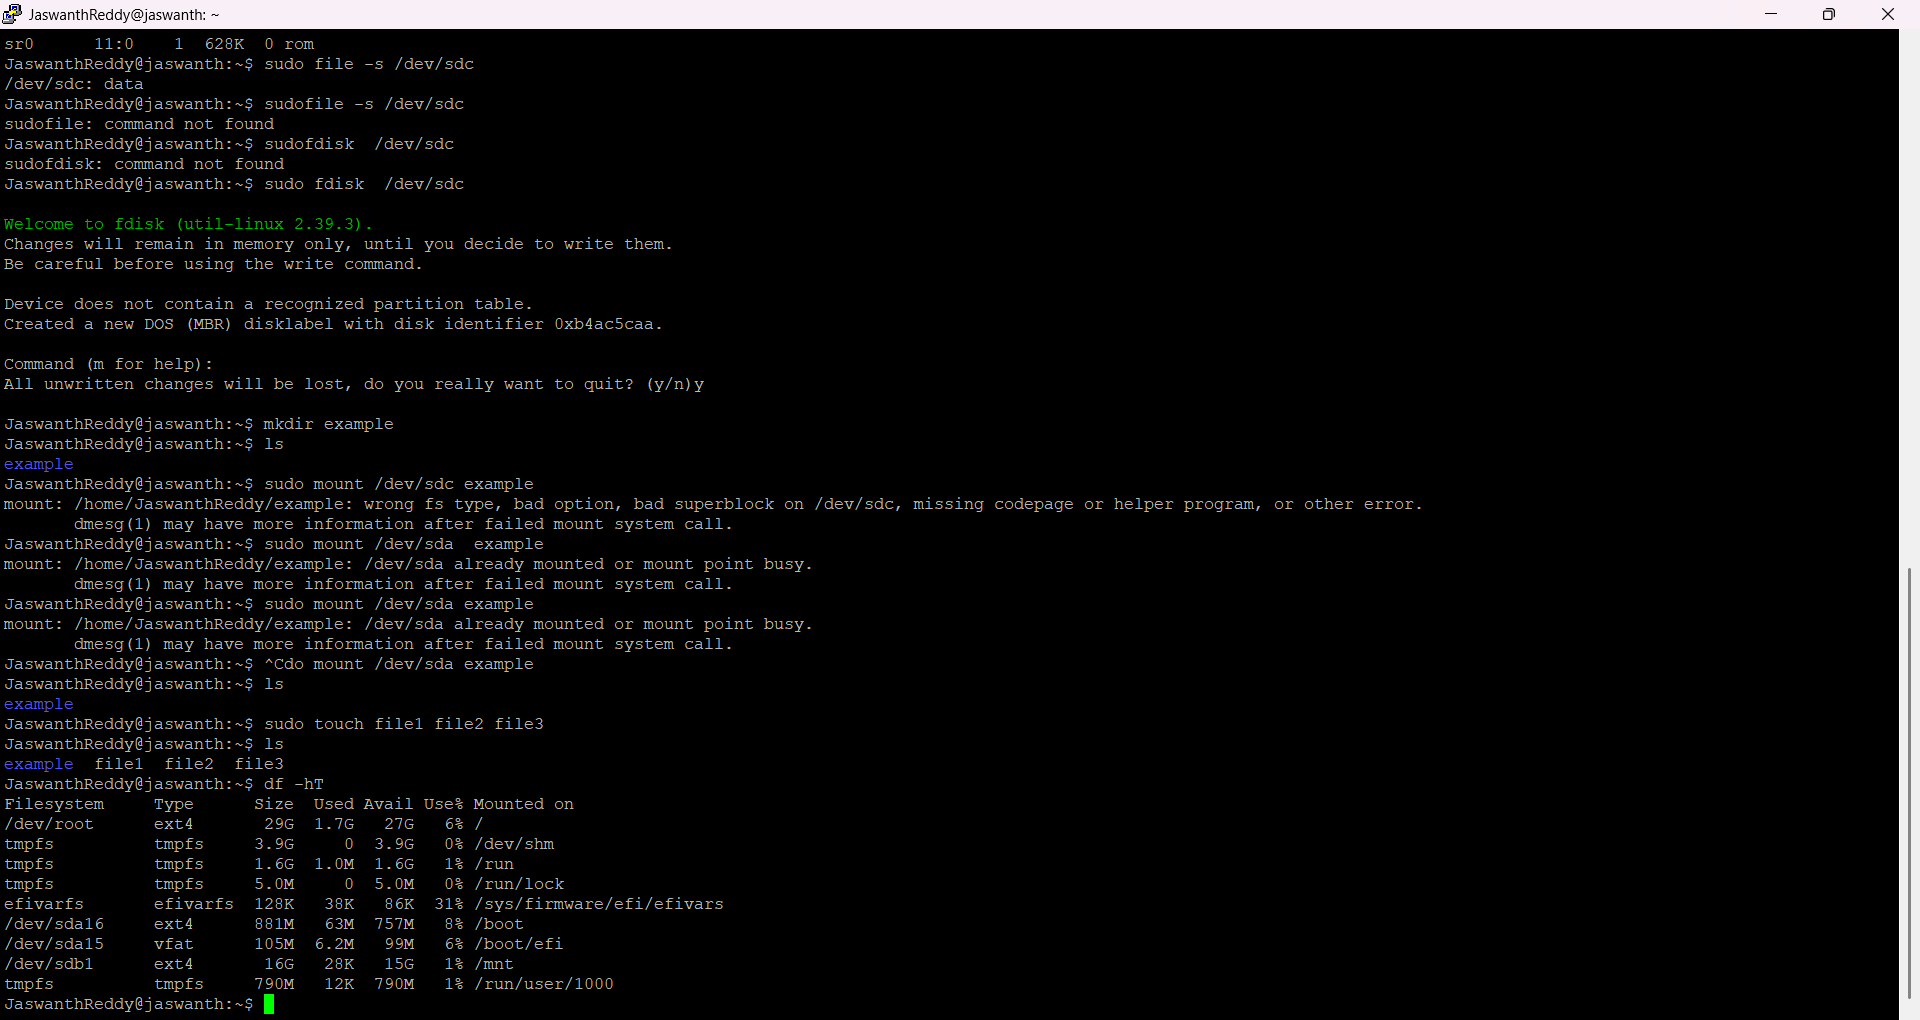 JaswanthReddy@jaswanth: ~
sr0      11:0    1  628K  0 rom
JaswanthReddy@jaswanth:~$ sudo file -s /dev/sdc
/dev/sdc: data
JaswanthReddy@jaswanth:~$ sudofile -s /dev/sdc
sudofile: command not found
JaswanthReddy@jaswanth:~$ sudofdisk  /dev/sdc
sudofdisk: command not found
JaswanthReddy@jaswanth:~$ sudo fdisk  /dev/sdc
Welcome to fdisk (util-linux 2.39.3).
Changes will remain in memory only, until you decide to write them.
Be careful before using the write command.
Device does not contain a recognized partition table.
Created a new DOS (MBR) disklabel with disk identifier 0xb4ac5caa.
Command (m for help):
All unwritten changes will be lost, do you really want to quit? (y/n)y
JaswanthReddy@jaswanth:~$ mkdir example
JaswanthReddy@jaswanth:~$ ls
example
JaswanthReddy@jaswanth:~$ sudo mount /dev/sdc example
mount: /home/JaswanthReddy/example: wrong fs type, bad option, bad superblock on /dev/sdc, missing codepage or helper program, or other error.
       dmesg(1) may have more information after failed mount system call.
JaswanthReddy@jaswanth:~$ sudo mount /dev/sda  example
mount: /home/JaswanthReddy/example: /dev/sda already mounted or mount point busy.
       dmesg(1) may have more information after failed mount system call.
JaswanthReddy@jaswanth:~$ sudo mount /dev/sda example
mount: /home/JaswanthReddy/example: /dev/sda already mounted or mount point busy.
       dmesg(1) may have more information after failed mount system call.
JaswanthReddy@jaswanth:~$ ^Cdo mount /dev/sda example
JaswanthReddy@jaswanth:~$ ls
example
JaswanthReddy@jaswanth:~$ sudo touch file1 file2 file3
JaswanthReddy@jaswanth:~$ ls
example  file1  file2  file3
JaswanthReddy@jaswanth:~$ df -hT
Filesystem     Type      Size  Used Avail Use% Mounted on
/dev/root      ext4       29G  1.7G   27G   6% /
tmpfs          tmpfs     3.9G     0  3.9G   0% /dev/shm
tmpfs          tmpfs     1.6G  1.0M  1.6G   1% /run
tmpfs          tmpfs     5.0M     0  5.0M   0% /run/lock
efivarfs       efivarfs  128K   38K   86K  31% /sys/firmware/efi/efivars
/dev/sda16     ext4      881M   63M  757M   8% /boot
/dev/sda15     vfat      105M  6.2M   99M   6% /boot/efi
/dev/sdb1      ext4       16G   28K   15G   1% /mnt
tmpfs          tmpfs     790M   12K  790M   1% /run/user/1000
JaswanthReddy@jaswanth:~$